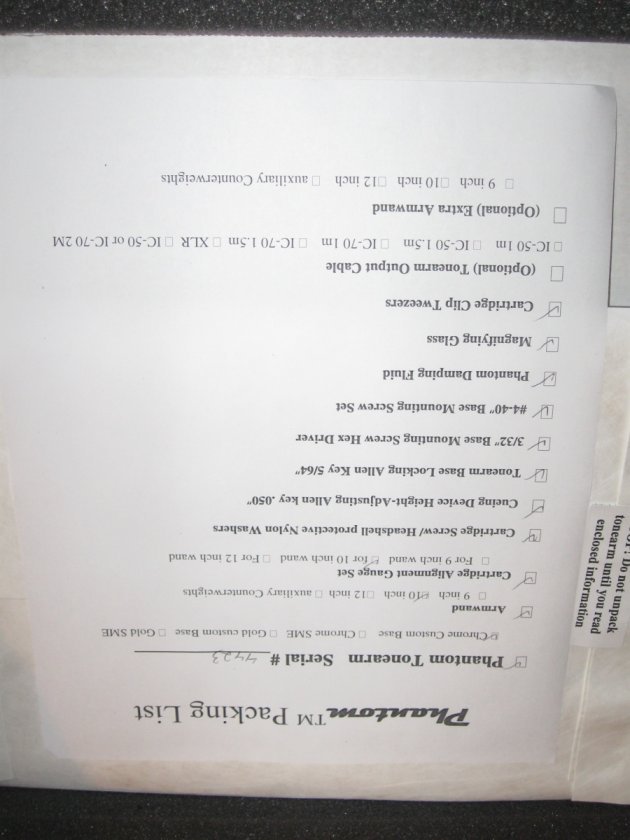 Phantom™ Packing List
Phantom Tonearm Serial # 4423
Chrome Custom Base Chrome SME Gold custom Base Gold SME
Armwand
9 inch 10 inch 12 inch auxiliary Counterweights
Cartridge Alignment Gauge Set
For 9 inch wand for 10 inch wand For 12 inch wand
Cartridge Screw/ Headshell protective Nylon Washers
Cueing Device Height-Adjusting Allen key .050"
Tonearm Base Locking Allen Key 5/64"
3/32" Base Mounting Screw Hex Driver
#4-40" Base Mounting Screw Set
Phantom Damping Fluid
Magnifying Glass
Cartridge Clip Tweezers
(Optional) Tonearm Output Cable
IC-50 1m IC-50 1.5m IC-70 1m IC-70 1.5m XLR IC-50 or IC-70 2M
(Optional) Extra Armwand
9 inch 10 inch 12 inch auxiliary Counterweights
Do not unpack
tonearm until you read
enclosed information